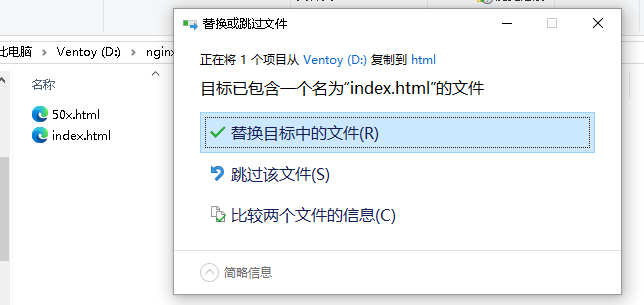 替换或跳过文件
正在将 1 个项目从 Ventoy (D:) 复制到 html
目标已包含一个名为“index.html”的文件
替换目标中的文件(R)
跳过该文件(S)
比较两个文件的信息(C)
简略信息
此电脑 > Ventoy (D:) > nginx
名称
50x.html
index.html